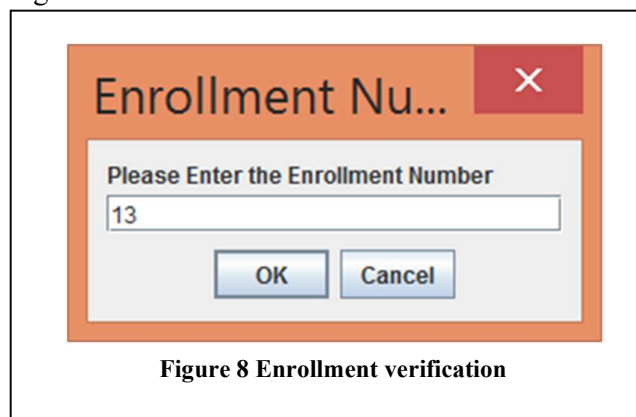 Enrollment Nu...
Please Enter the Enrollment Number
13
OK Cancel
Figure 8 Enrollment verification